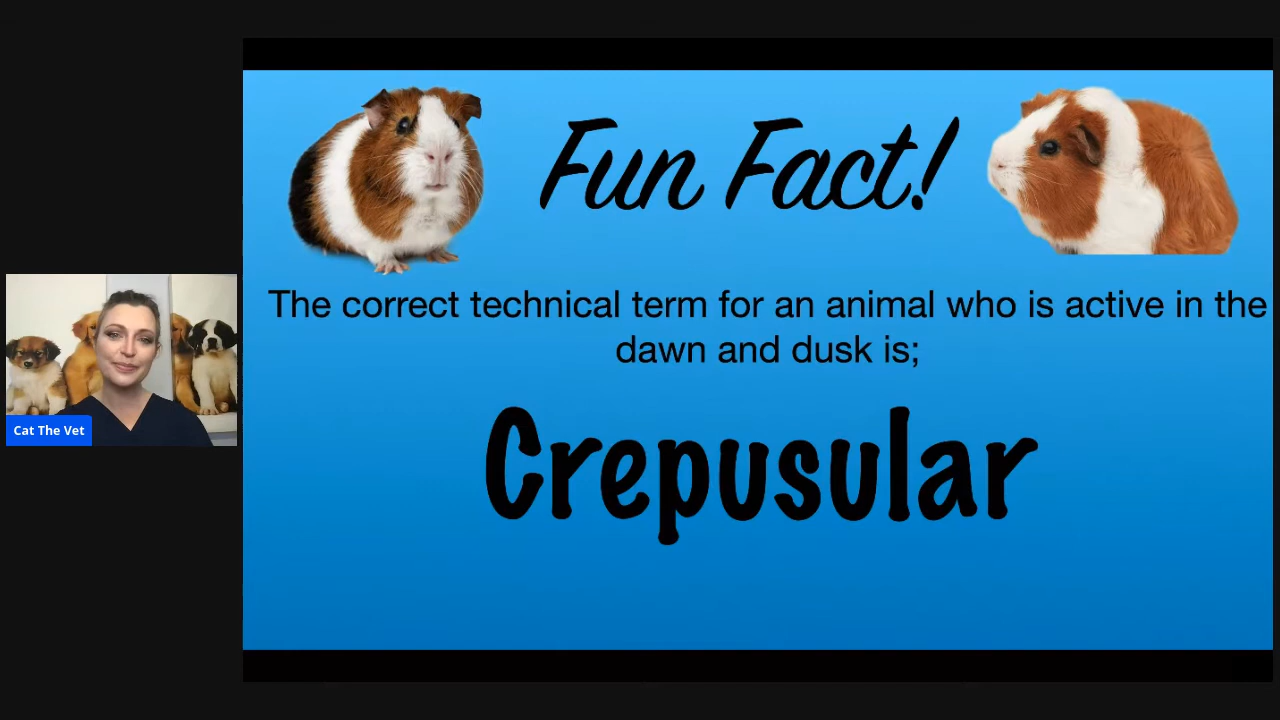 Fun Fact!
The correct technical term for an animal who is active in the
dawn and dusk is;
Crepusular
Cat The Vet